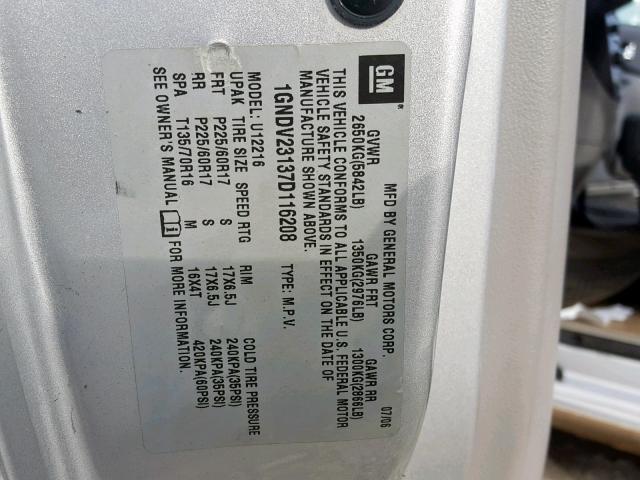 GM ®
MFD BY GENERAL MOTORS CORP. 07/06
GVWR GAWR FRT GAWR RR
2650KG(5842LB) 1350KG(2976LB) 1300KG(2866LB)
THIS VEHICLE CONFORMS TO ALL APPLICABLE U.S. FEDERAL MOTOR
VEHICLE SAFETY STANDARDS IN EFFECT ON THE DATE OF
MANUFACTURE SHOWN ABOVE.
1GNDV23137D116208 TYPE: M.P.V.
MODEL: U12216
UPAK TIRE SIZE SPEED RTG RIM COLD TIRE PRESSURE
FRT P225/60R17 S 17X6.5J 240KPA(35PSI)
RR P225/60R17 S 17X6.5J 240KPA(35PSI)
SPA T135/70R16 M 16X4T 420KPA(60PSI)
SEE OWNER'S MANUAL FOR MORE INFORMATION.